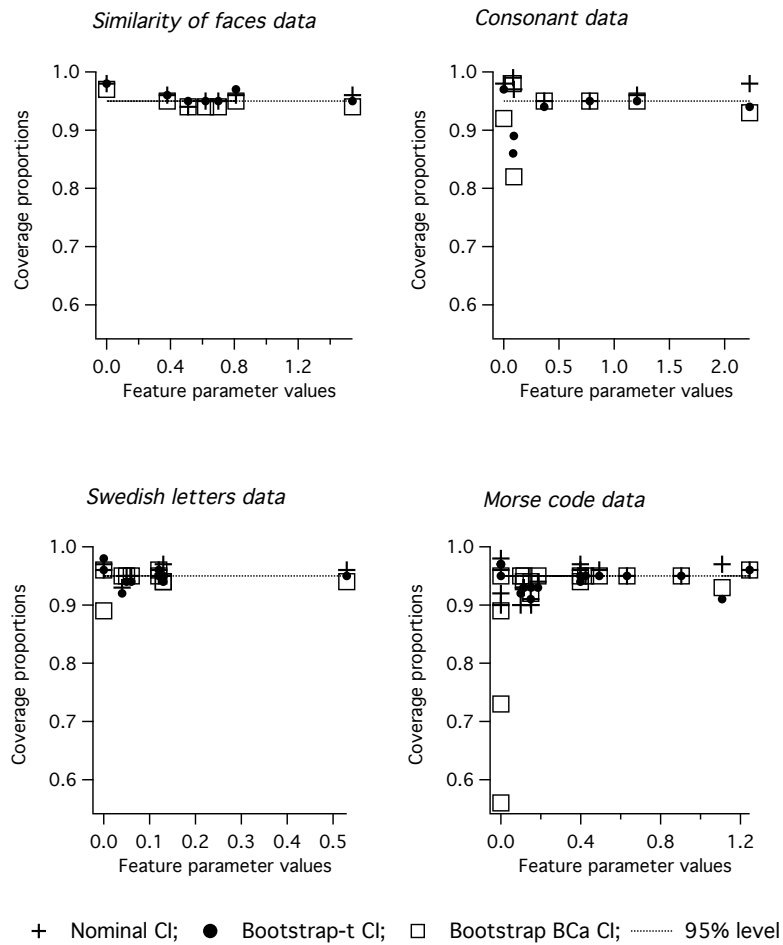 Similarity of faces data
Consonant data
1.0
0.9
0.8
0.7
0.6
Coverage proportions
0.0 0.4 0.8 1.2
Feature parameter values
1.0
0.9
0.8
0.7
0.6
Coverage proportions
0.0 0.5 1.0 1.5 2.0
Feature parameter values
Swedish letters data
Morse code data
1.0
0.9
0.8
0.7
0.6
Coverage proportions
0.0 0.1 0.2 0.3 0.4 0.5
Feature parameter values
1.0
0.9
0.8
0.7
0.6
Coverage proportions
0.0 0.4 0.8 1.2
Feature parameter values
Nominal CI; Bootstrap-t CI; Bootstrap BCa CI; 95% level